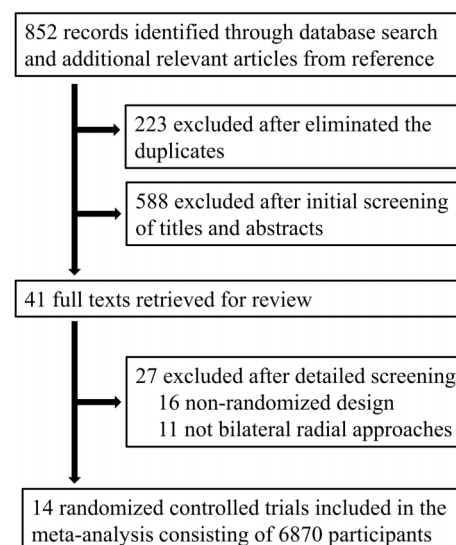 852 records identified through database search
and additional relevant articles from reference
223 excluded after eliminated the
duplicates
588 excluded after initial screening
of titles and abstracts
41 full texts retrieved for review
27 excluded after detailed screening
16 non-randomized design
11 not bilateral radial approaches
14 randomized controlled trials included in the
meta-analysis consisting of 6870 participants